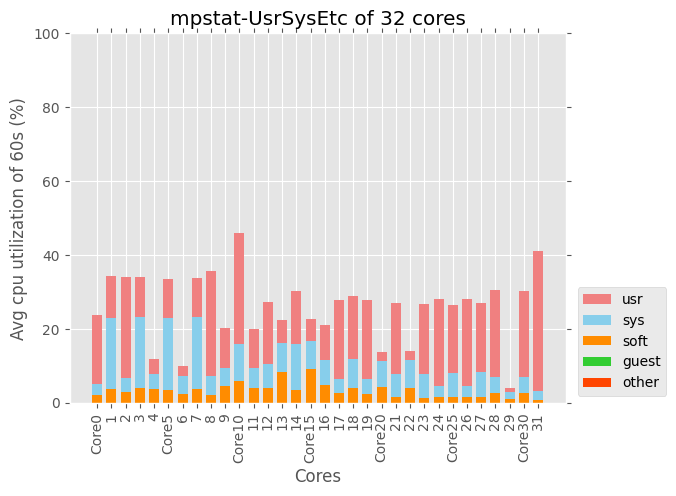 mpstat-UsrSysEtc of 32 cores
Avg cpu utilization of 60s (%)
100
80
60
40
20
0
Core0
1
2
3
4
Core5
6
7
8
9
Core10
11
12
13
14
Core15
16
17
18
19
Core20
21
22
23
24
Core25
26
27
28
29
Core30
31
Cores
usr
sys
soft
guest
other